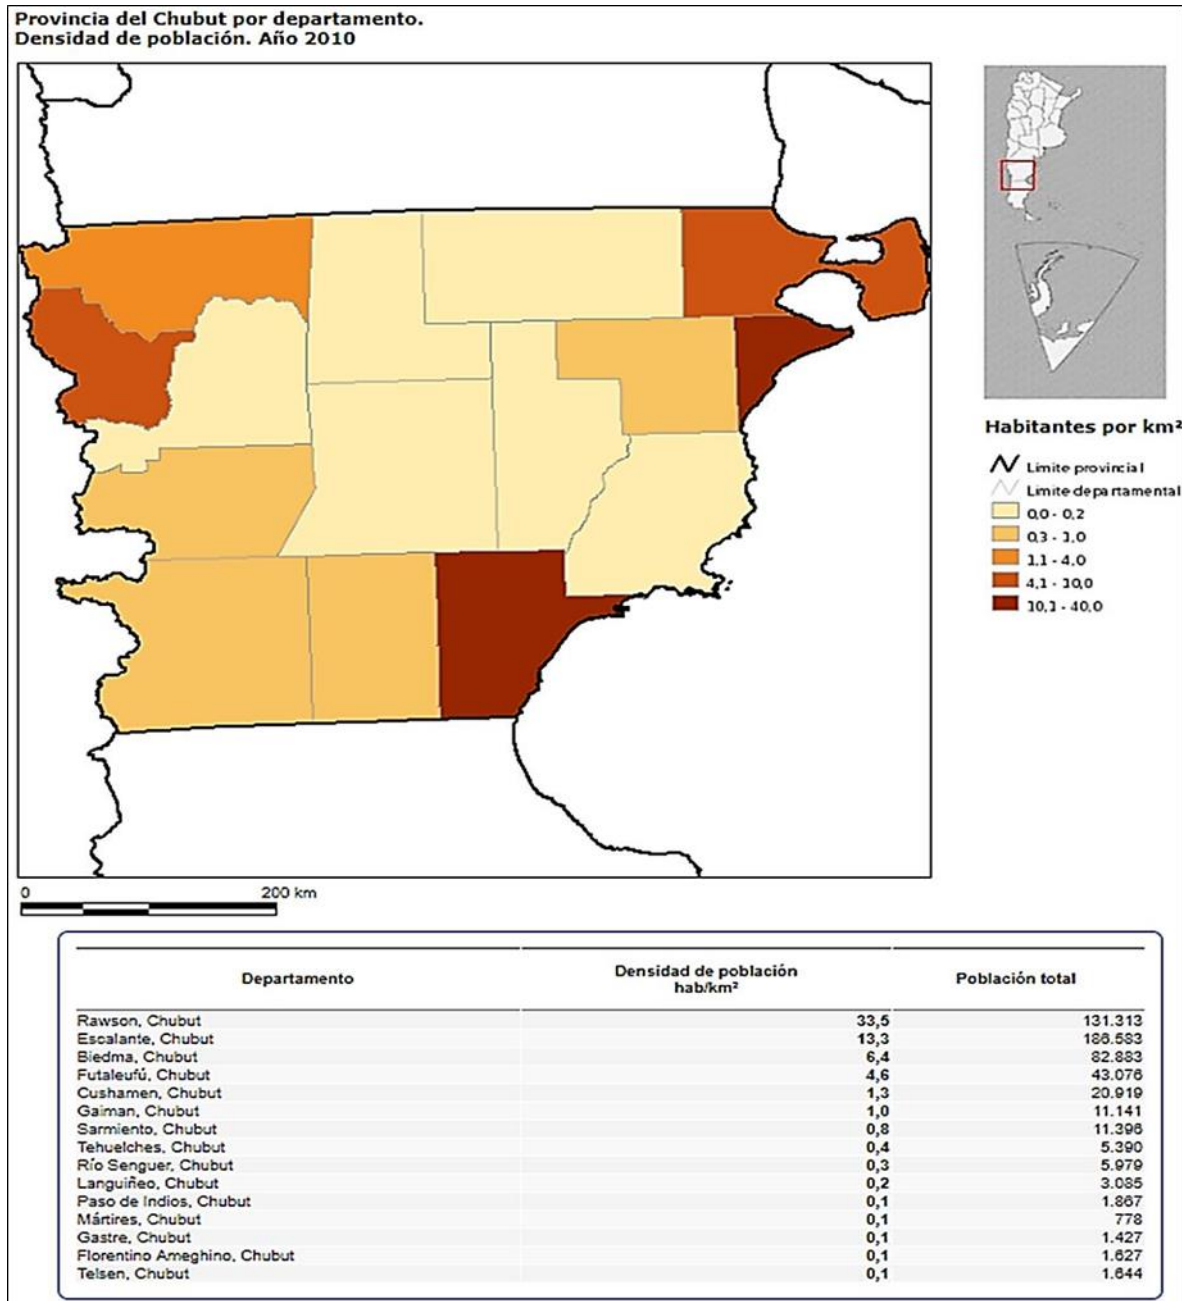 Provincia del Chubut por departamento.
Densidad de población. Año 2010
Habitantes por km²
Limite provincial
Limite departamental
0,0 - 0,2
0,3 - 1,0
1,1 - 4,0
4,1 - 10,0
10,1 - 40,0
0 200 km
Departamento Densidad de población hab/km² Población total
Rawson, Chubut 33,5 131.313
Escalante, Chubut 13,3 186.583
Biedma, Chubut 6,4 82.883
Futaleufú, Chubut 4,6 43.076
Cushamen, Chubut 1,3 20.919
Gaiman, Chubut 1,0 11.141
Sarmiento, Chubut 0,8 11.396
Tehuelches, Chubut 0,4 5.390
Río Senguer, Chubut 0,3 5.979
Languiñeo, Chubut 0,2 3.085
Paso de Indios, Chubut 0,1 1.867
Mártires, Chubut 0,1 778
Gastre, Chubut 0,1 1.427
Florentino Ameghino, Chubut 0,1 1.627
Telsen, Chubut 0,1 1.644